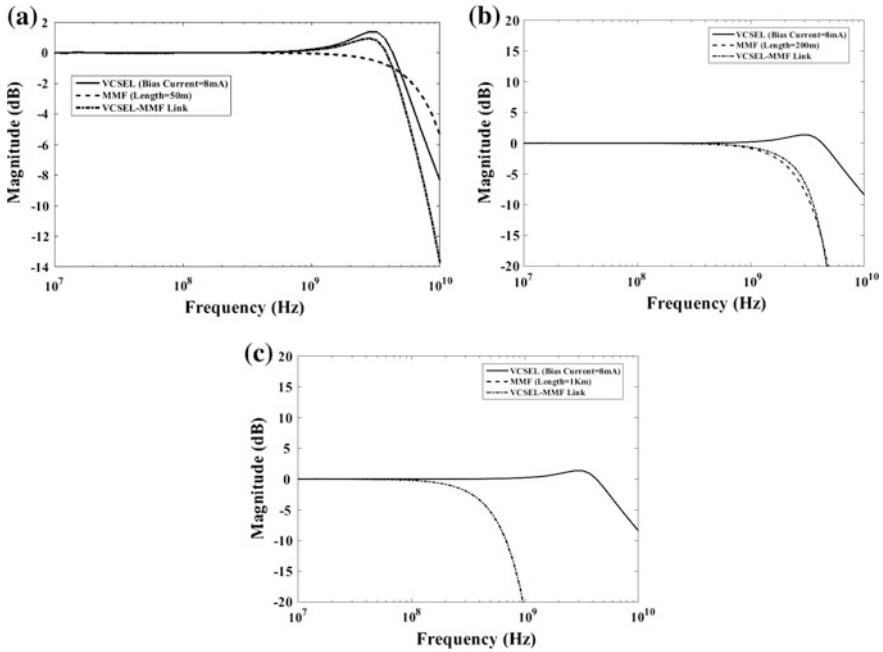 (a)
2
0
-2
-4
-6
-8
-10
-12
-14
Magnitude (dB)
VCSEL (Bias Current=8mA)
MMF (Length=50m)
VCSEL-MMF Link
10^7
10^8
10^9
10^10
Frequency (Hz)
(b)
20
15
10
5
0
-5
-10
-15
-20
Magnitude (dB)
VCSEL (Bias Current=8mA)
MMF (Length=200m)
VCSEL-MMF Link
10^7
10^8
10^9
10^10
Frequency (Hz)
(c)
20
15
10
5
0
-5
-10
-15
-20
Magnitude (dB)
VCSEL (Bias Current=8mA)
MMF (Length=1Km)
VCSEL-MMF Link
10^7
10^8
10^9
10^10
Frequency (Hz)